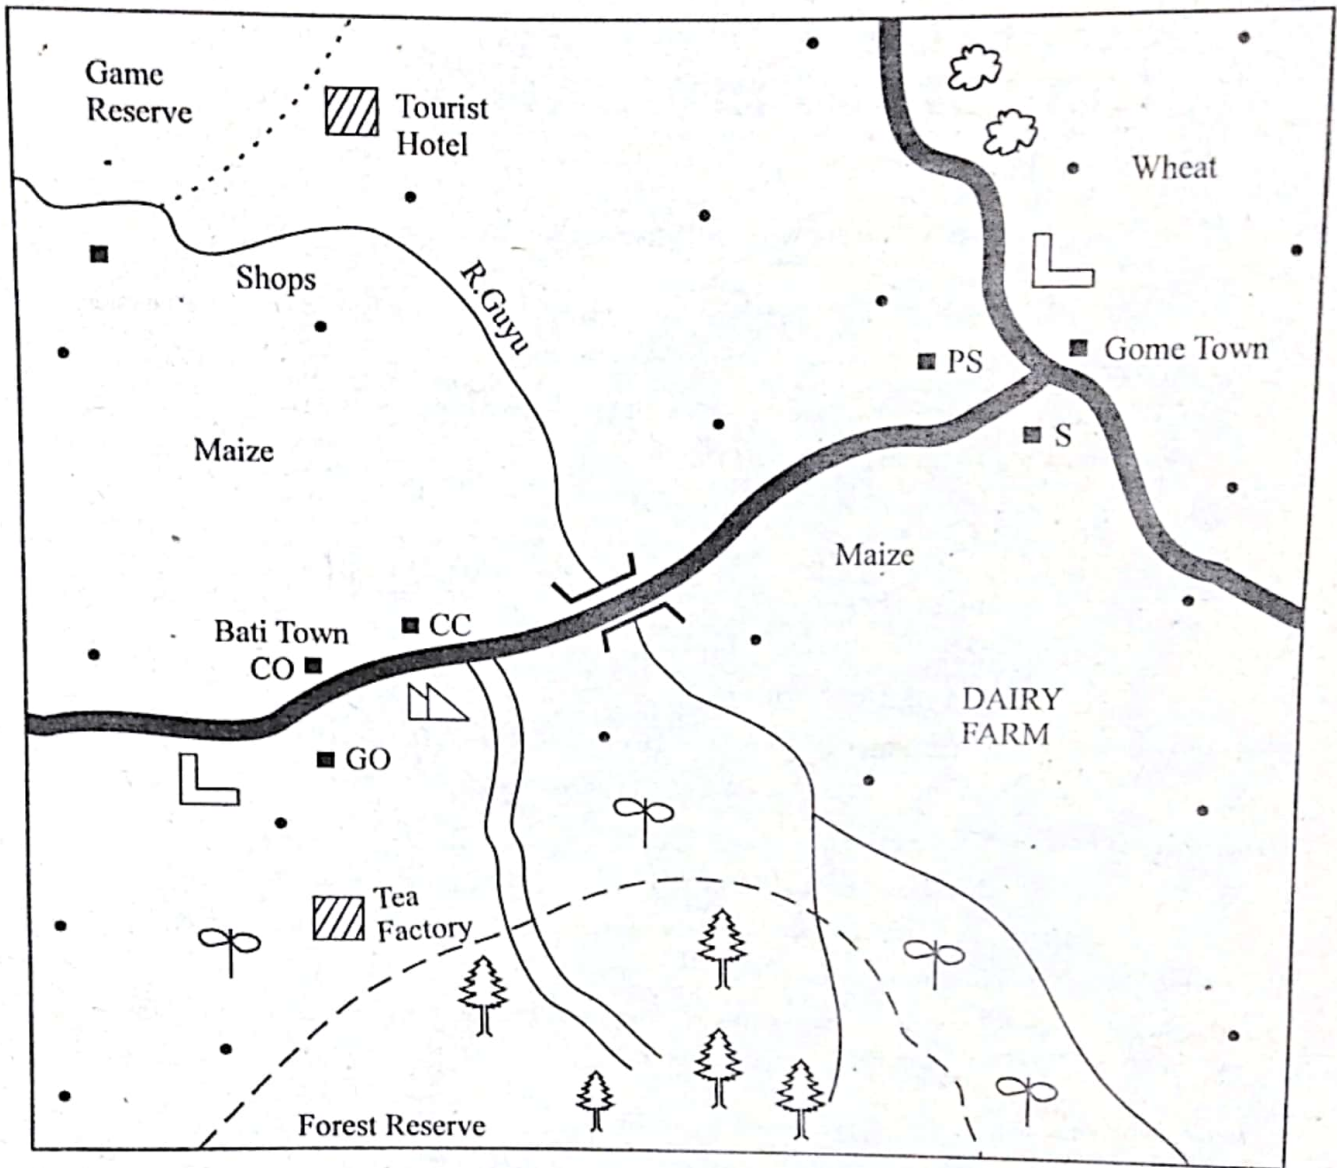 Game
Reserve
Tourist
Hotel
Wheat
Shops
R.Guyu
PS
Gome Town
S
Maize
Maize
Bati Town
CC
CO
DAIRY
FARM
GO
Tea
Factory
Forest Reserve